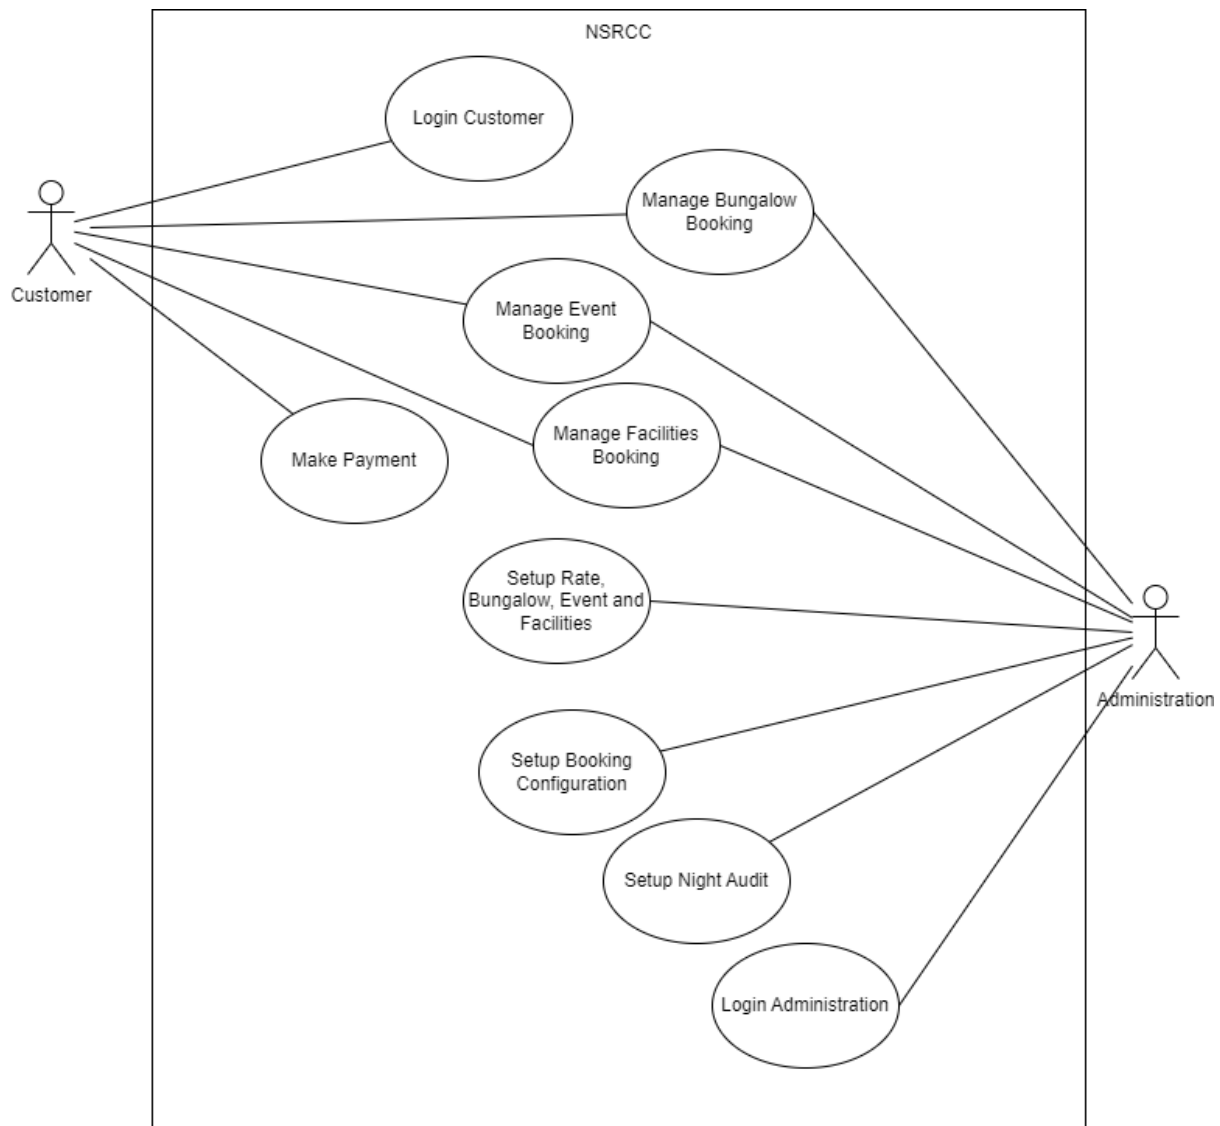 NSRCC
Login Customer
Manage Bungalow
Booking
Customer
Manage Event
Booking
Manage Facilities
Booking
Make Payment
Setup Rate,
Bungalow, Event and
Facilities
Administration
Setup Booking
Configuration
Setup Night Audit
Login Administration